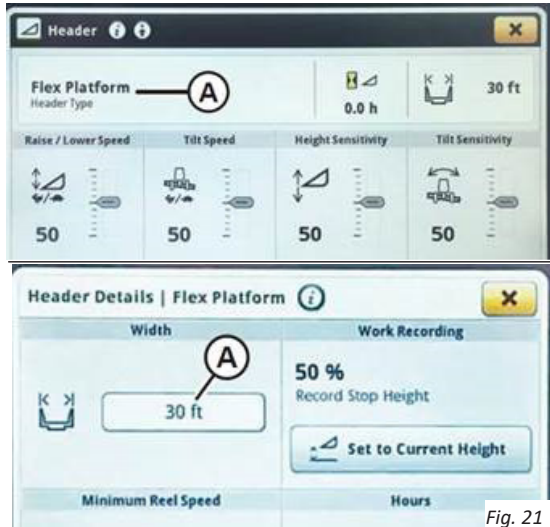 Header
Flex Platform
Header Type
A
0.0 h
30 ft
Raise / Lower Speed
Tilt Speed
Height Sensitivity
Tilt Sensitivity
50
50
50
50
Header Details | Flex Platform
Width
Work Recording
A
30 ft
50 %
Record Stop Height
Set to Current Height
Minimum Reel Speed
Hours
Fig. 21